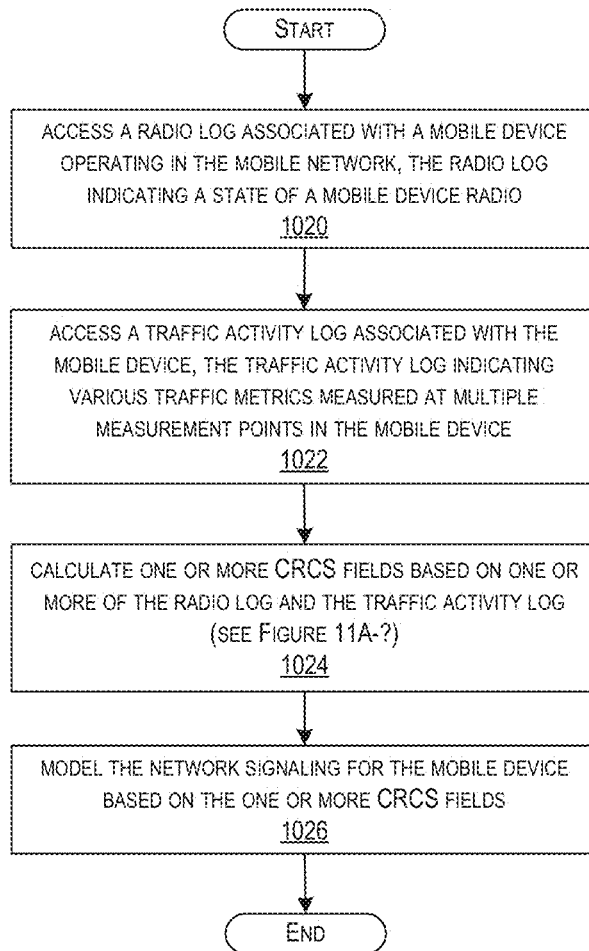 START
ACCESS A RADIO LOG ASSOCIATED WITH A MOBILE DEVICE
OPERATING IN THE MOBILE NETWORK, THE RADIO LOG
INDICATING A STATE OF A MOBILE DEVICE RADIO
1020
ACCESS A TRAFFIC ACTIVITY LOG ASSOCIATED WITH THE
MOBILE DEVICE, THE TRAFFIC ACTIVITY LOG INDICATING
VARIOUS TRAFFIC METRICS MEASURED AT MULTIPLE
MEASUREMENT POINTS IN THE MOBILE DEVICE
1022
CALCULATE ONE OR MORE CRCS FIELDS BASED ON ONE OR
MORE OF THE RADIO LOG AND THE TRAFFIC ACTIVITY LOG
(SEE FIGURE 11A-?)
1024
MODEL THE NETWORK SIGNALING FOR THE MOBILE DEVICE
BASED ON THE ONE OR MORE CRCS FIELDS
1026
END